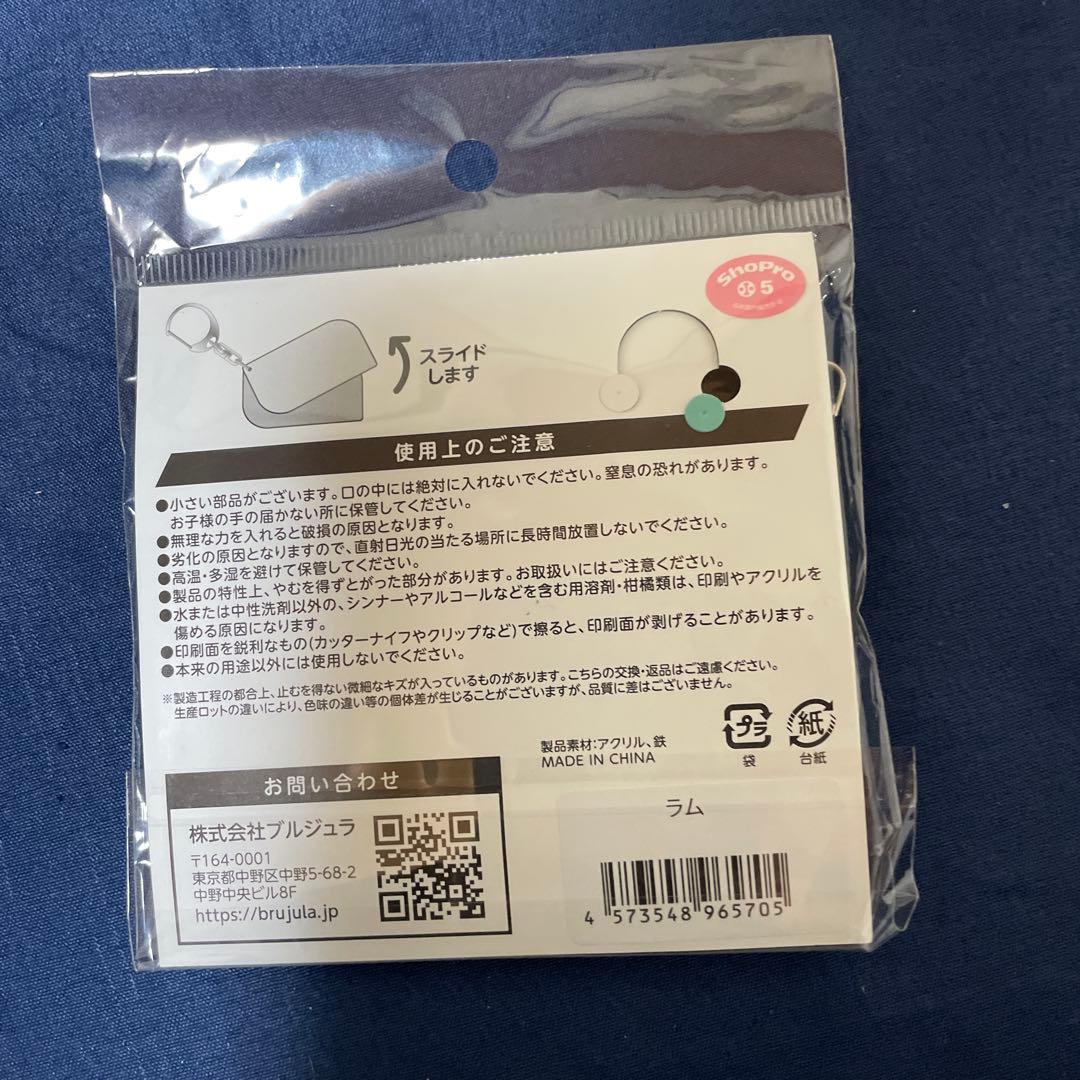 ShoPro
5
スライド
します
使用上のご注意
●小さい部品がございます。口の中には絶対に入れないでください。窒息の恐れがあります。
お子様の手の届かない所に保管してください。
●無理な力を入れると破損の原因となります。
●劣化の原因となりますので、直射日光の当たる場所に長時間放置しないでください。
●高温・多湿を避けて保管してください。
●製品の特性上、やむを得ずとがった部分があります。お取扱いにはご注意ください。
●水または中性洗剤以外の、シンナーやアルコールなどを含む用溶剤・柑橘類は、印刷やアクリルを
傷める原因になります。
●印刷面を鋭利なもの(カッターナイフやクリップなど)で擦ると、印刷面が剥げることがあります。
●本来の用途以外には使用しないでください。
※製造工程の都合上、止むを得ない微細なキズが入っているものがあります。こちらの交換・返品はご遠慮ください。
生産ロットの違いにより、色味の違い等の個体差が生じることがございますが、品質に差はございません。
製品素材:アクリル、鉄
MADE IN CHINA
プラ
袋
紙
台紙
お問い合わせ
株式会社ブルジュラ
〒164-0001
東京都中野区中野5-68-2
中野中央ビル8F
https://brujula.jp
ラム
4 573548 965705